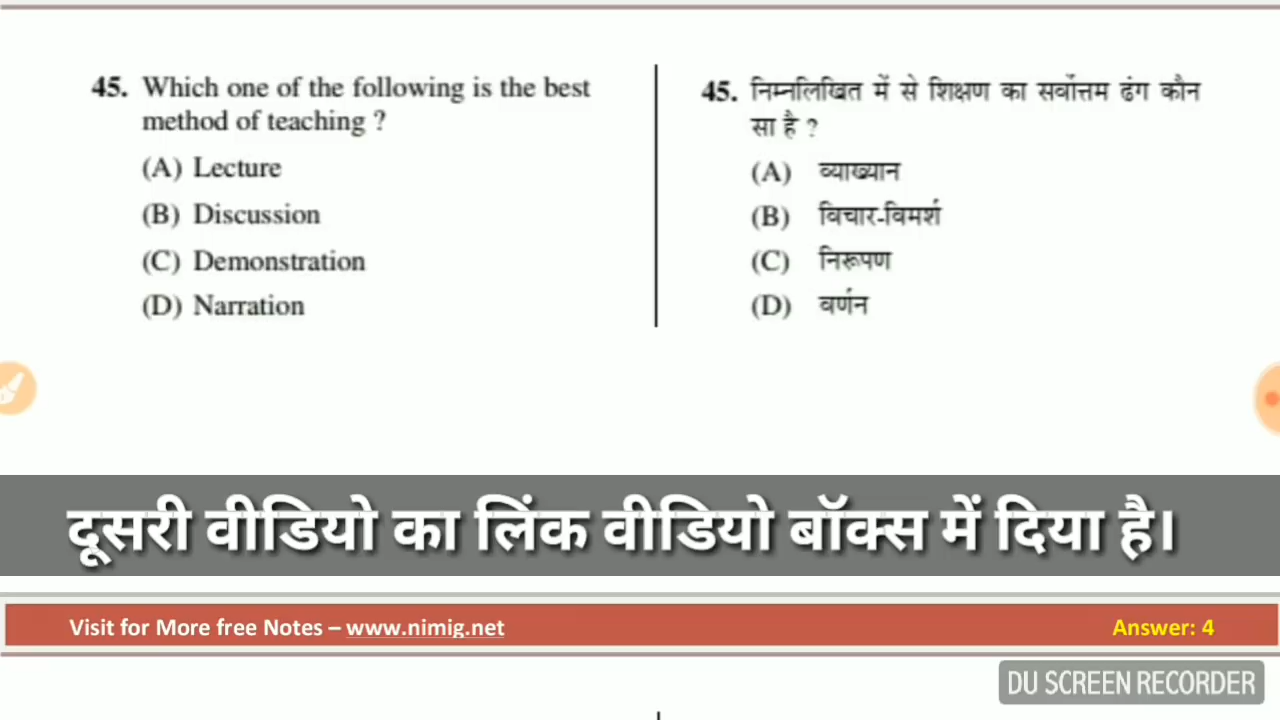 45. Which one of the following is the best
method of teaching ?
(A) Lecture
(B) Discussion
(C) Demonstration
(D) Narration
45. निम्नलिखित में से शिक्षण का सर्वोत्तम ढंग कौन
सा है ?
(A) व्याख्यान
(B) विचार-विमर्श
(C) निरूपण
(D) वर्णन
दूसरी वीडियो का लिंक वीडियो बॉक्स में दिया है।
Visit for More free Notes – www.nimig.net
Answer: 4
DU SCREEN RECORDER